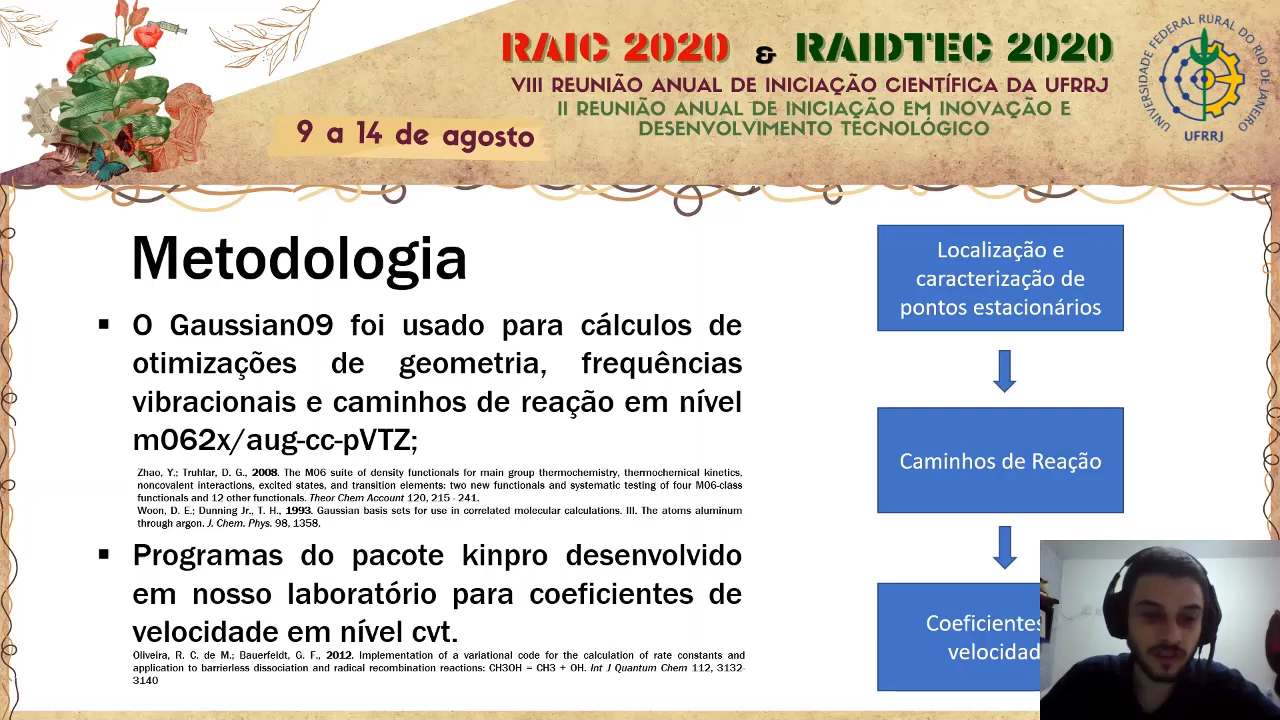 RAIC 2020 & RAIDTEC 2020
VIII REUNIÃO ANUAL DE INICIAÇÃO CIENTÍFICA DA UFRRJ
II REUNIÃO ANUAL DE INICIAÇÃO EM INOVAÇÃO E
DESENVOLVIMENTO TECNOLÓGICO
9 a 14 de agosto
UNIVERSIDADE FEDERAL RURAL DO RIO DE JANEIRO
UFRRJ
Metodologia
▪ O Gaussian09 foi usado para cálculos de
otimizações de geometria, frequências
vibracionais e caminhos de reação em nível
m062x/aug-cc-pVTZ;
Zhao, Y.; Truhlar, D. G., 2008. The M06 suite of density functionals for main group thermochemistry, thermochemical kinetics,
noncovalent interactions, excited states, and transition elements: two new functionals and systematic testing of four M06-class
functionals and 12 other functionals. Theor Chem Account 120, 215 - 241.
Woon, D. E.; Dunning Jr., T. H., 1993. Gaussian basis sets for use in correlated molecular calculations. III. The atoms aluminum
through argon. J. Chem. Phys. 98, 1358.
▪ Programas do pacote kinpro desenvolvido
em nosso laboratório para coeficientes de
velocidade em nível cvt.
Oliveira, R. C. de M.; Bauerfeldt, G. F., 2012. Implementation of a variational code for the calculation of rate constants and
application to barrierless dissociation and radical recombination reactions: CH3OH = CH3 + OH. Int J Quantum Chem 112, 3132-
3140
Localização e
caracterização de
pontos estacionários
Caminhos de Reação
Coeficientes
velocidad